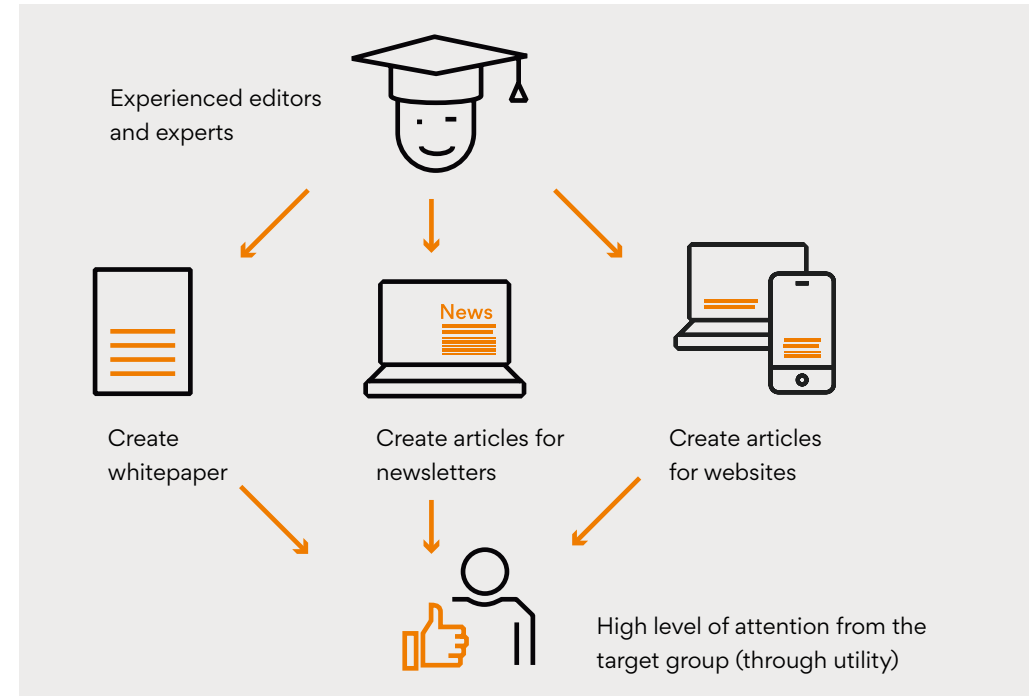 Experienced editors
and experts
News
Create
whitepaper
Create articles for
newsletters
Create articles
for websites
High level of attention from the
target group (through utility)